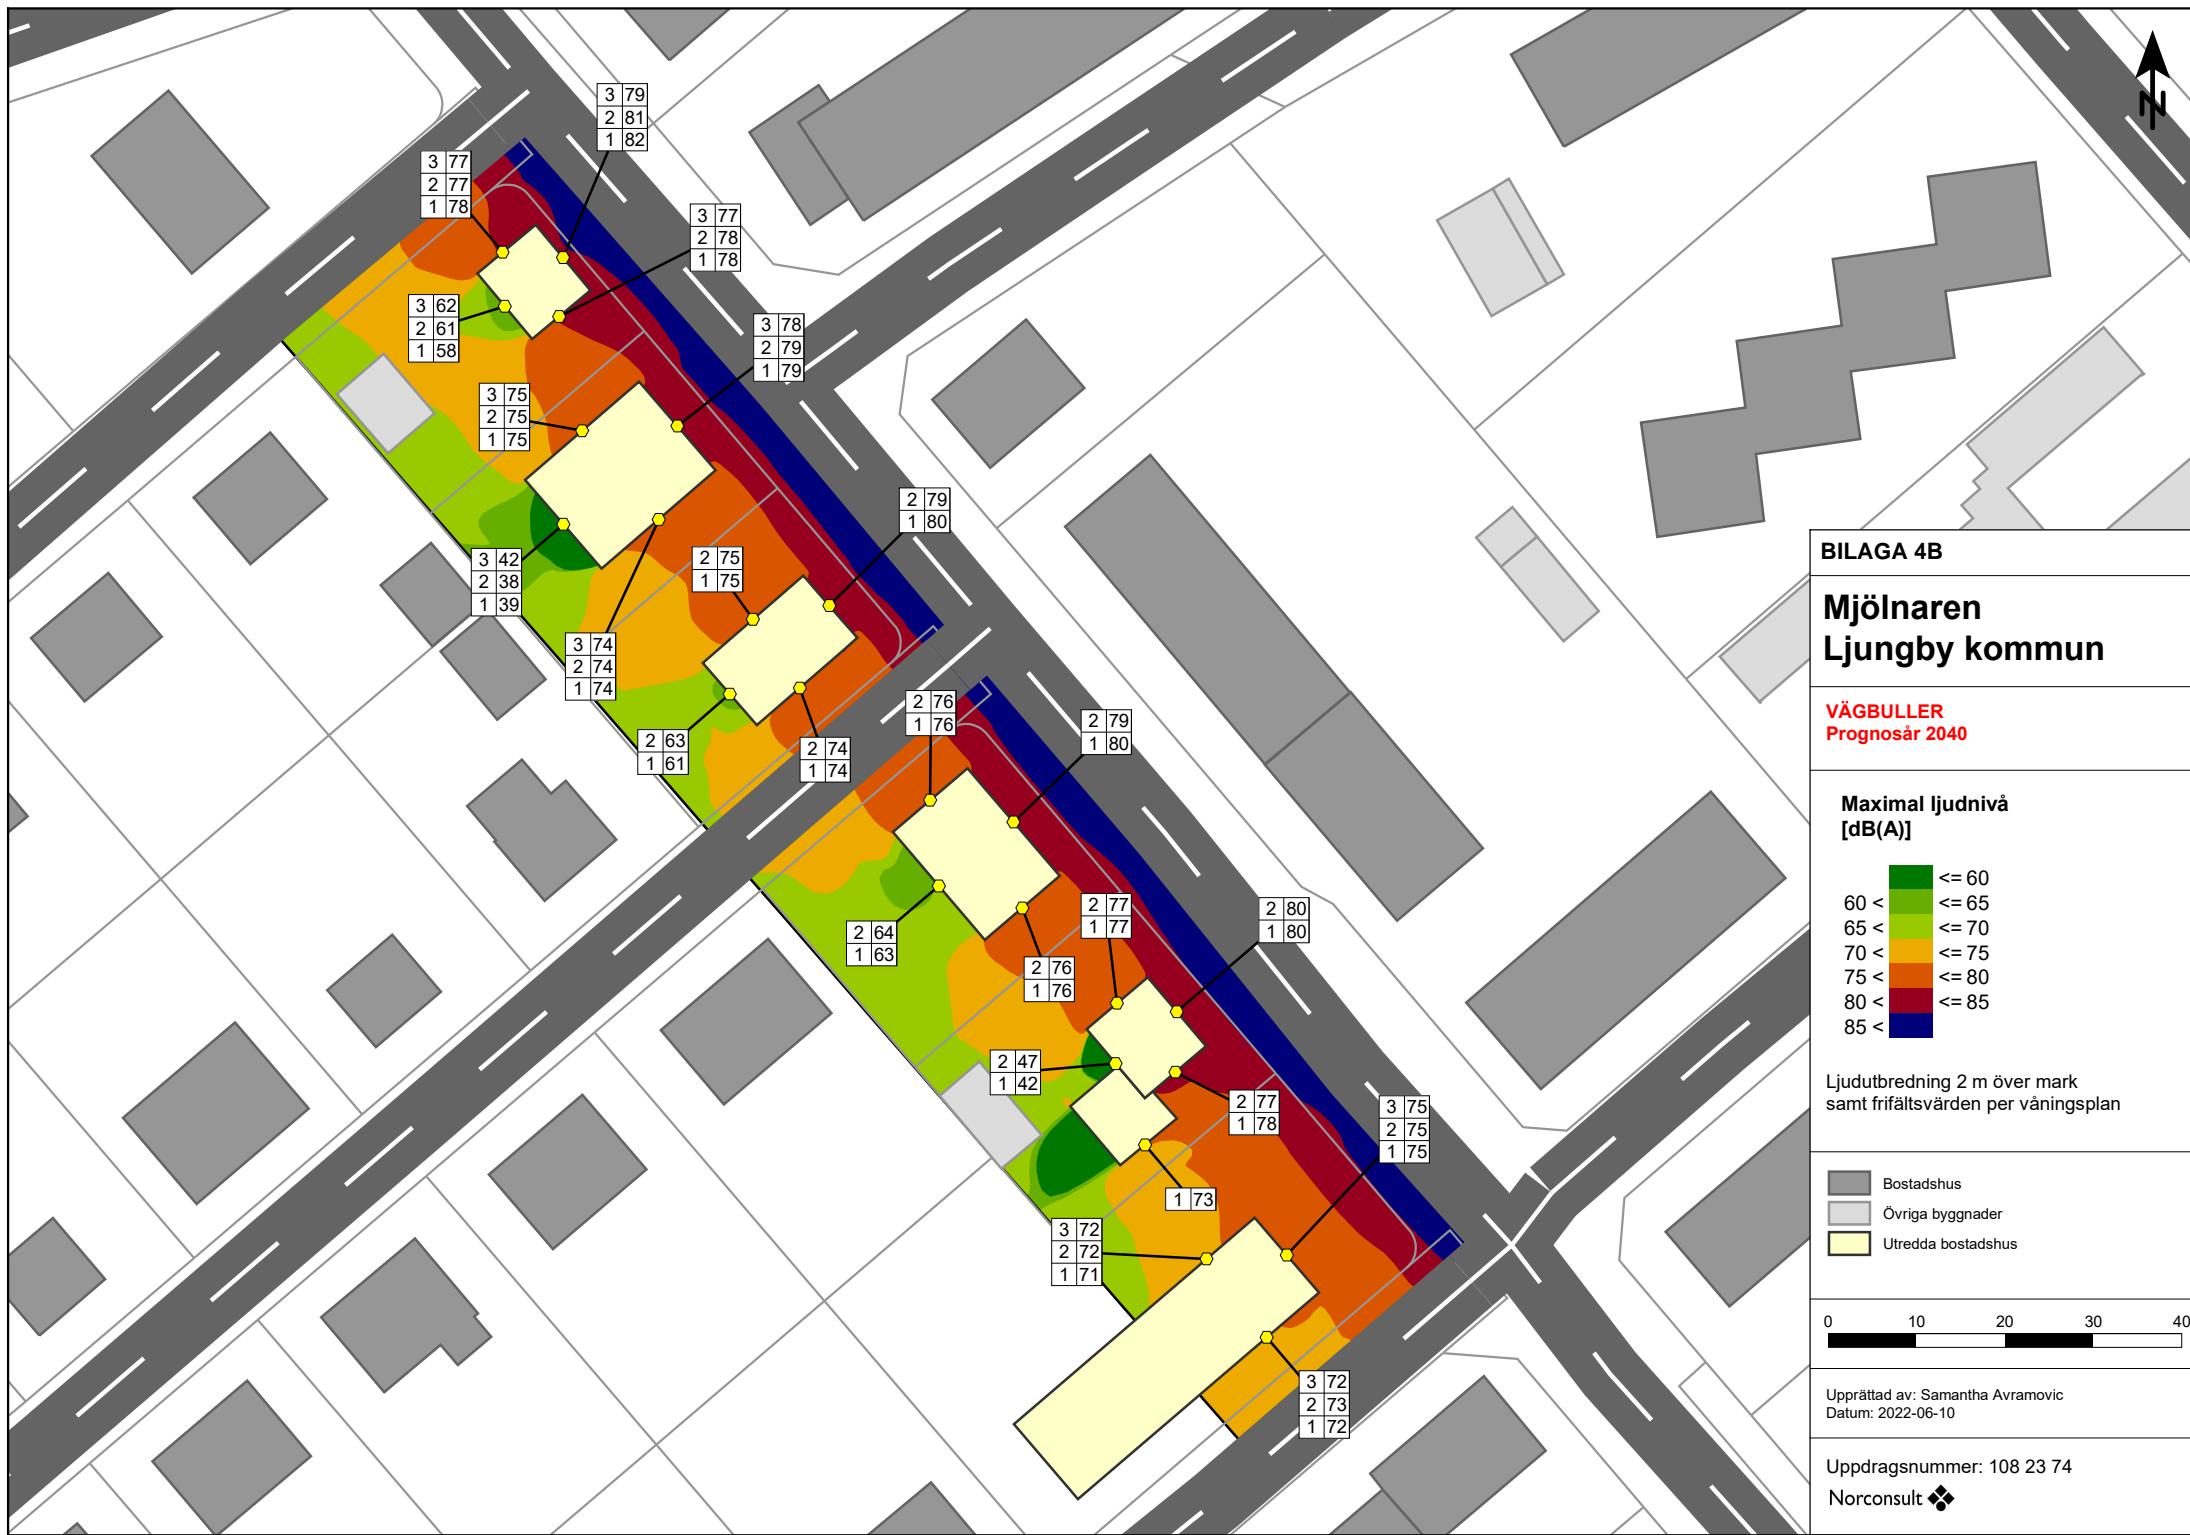 3 79
2 81
1 82
3 77
2 77
1 78
3 77
2 78
1 78
3 62
2 61
1 58
3 78
2 79
1 79
3 75
2 75
1 75
2 79
1 80
3 42
2 38
1 39
2 75
1 75
3 74
2 74
1 74
2 63
1 61
2 74
1 74
2 76
1 76
2 79
1 80
2 64
1 63
2 77
1 77
2 80
1 80
2 76
1 76
2 47
1 42
2 77
1 78
3 75
2 75
1 75
1 73
3 72
2 72
1 71
3 72
2 73
1 72
N
BILAGA 4B
Mjölnaren
Ljungby kommun
VÄGBULLER
Prognosår 2040
Maximal ljudnivå
[dB(A)]
<= 60
60 < <= 65
65 < <= 70
70 < <= 75
75 < <= 80
80 < <= 85
85 <
Ljudutbredning 2 m över mark
samt frifältsvärden per våningsplan
Bostadshus
Övriga byggnader
Utredda bostadshus
0 10 20 30 40
Upprättad av: Samantha Avramovic
Datum: 2022-06-10
Uppdragsnummer: 108 23 74
Norconsult